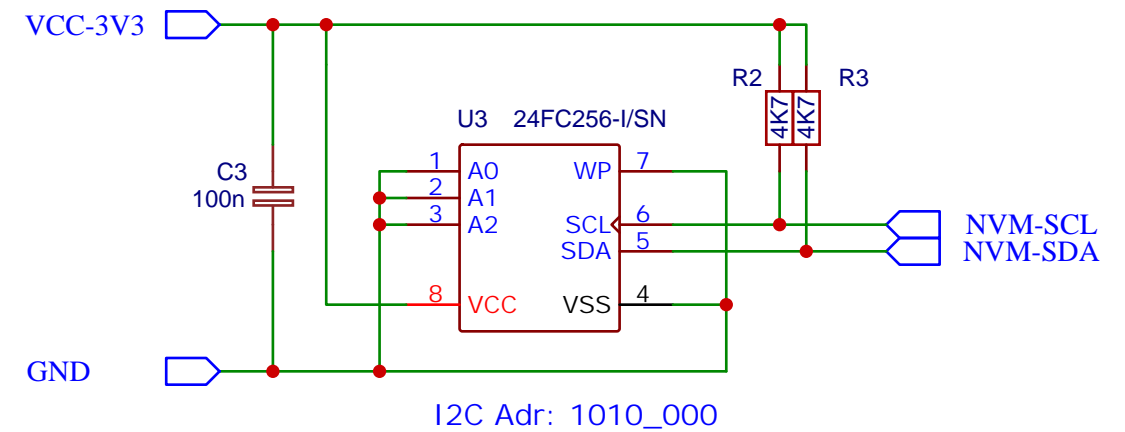 VCC-3V3
R2
R3
4K7
4K7
U3 24FC256-I/SN
C3
100n
1 A0 WP 7
2 A1
3 A2 SCL 6
SDA 5
8 VCC VSS 4
NVM-SCL
NVM-SDA
GND
I2C Adr: 1010_000